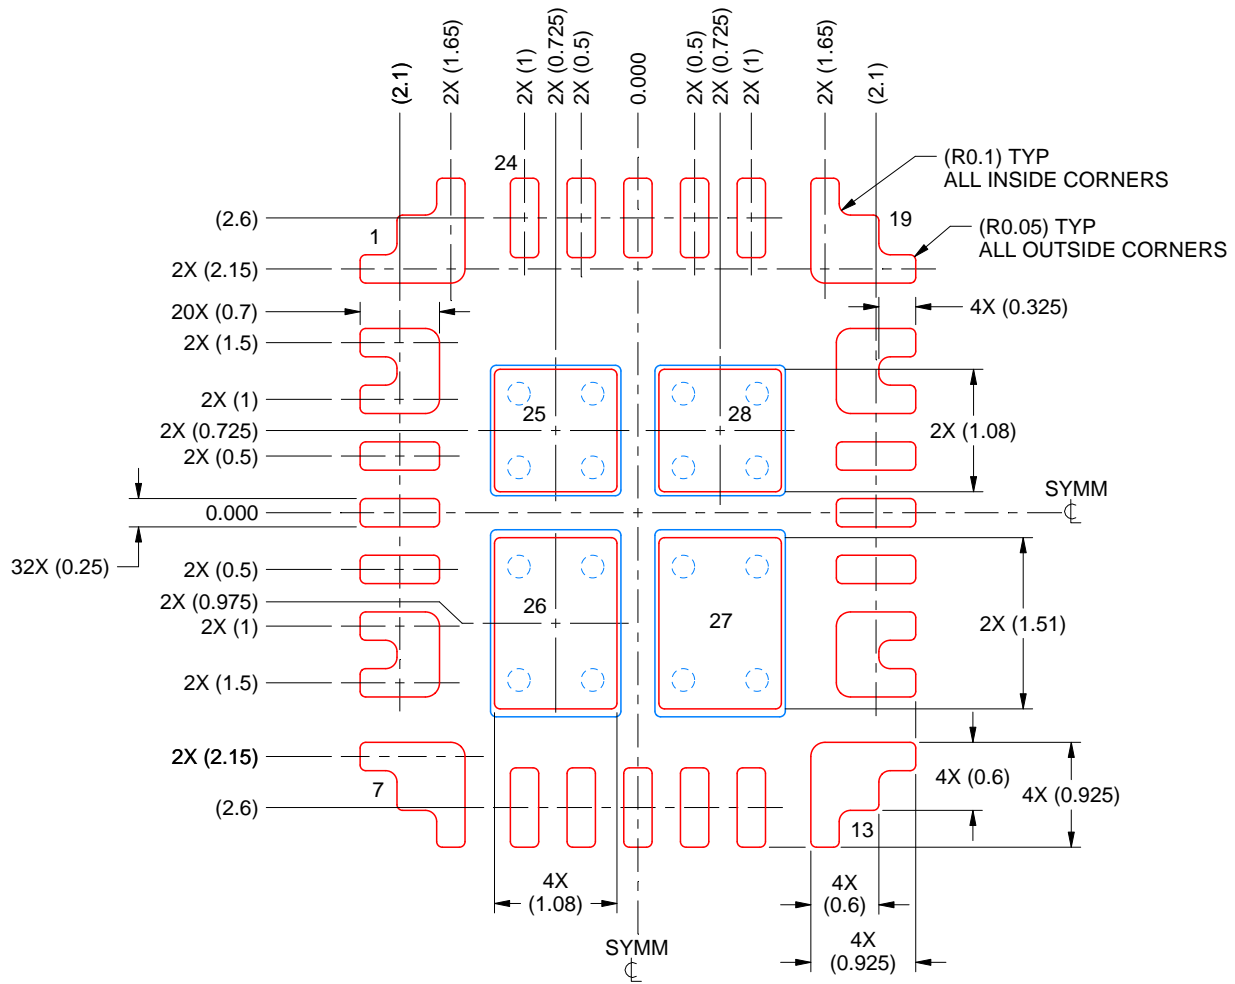 (2.1)
2X (1.65)
2X (1)
2X (0.725)
2X (0.5)
0.000
2X (0.5)
2X (0.725)
2X (1)
2X (1.65)
(2.1)
24
(R0.1) TYP
ALL INSIDE CORNERS
(2.6)
1
19
(R0.05) TYP
ALL OUTSIDE CORNERS
2X (2.15)
20X (0.7)
4X (0.325)
2X (1.5)
2X (1)
25
28
2X (0.725)
2X (1.08)
2X (0.5)
SYMM
0.000
32X (0.25)
2X (0.5)
2X (0.975)
26
27
2X (1)
2X (1.51)
2X (1.5)
2X (2.15)
7
4X (0.6)
4X (0.925)
(2.6)
13
4X
(1.08)
4X
(0.6)
4X
(0.925)
SYMM